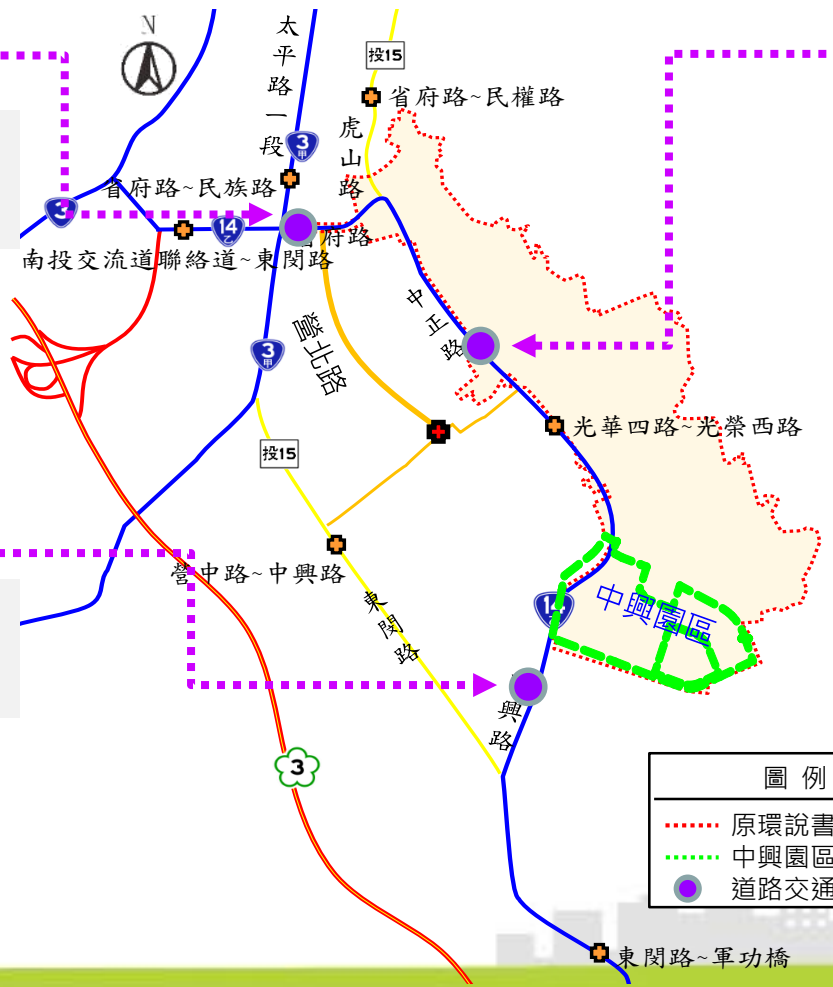 N
太平路一段
投15
省府路~民權路
虎山路
3甲
省府路~民族路
3
14乙
省府路
南投交流道聯絡道~東閔路
中正路
3甲
營北路
光華四路~光榮西路
投15
營中路~中興路
東閔路
14
中興園區
興路
3
圖例
原環說書
中興園區
道路交通
東閔路~軍功橋